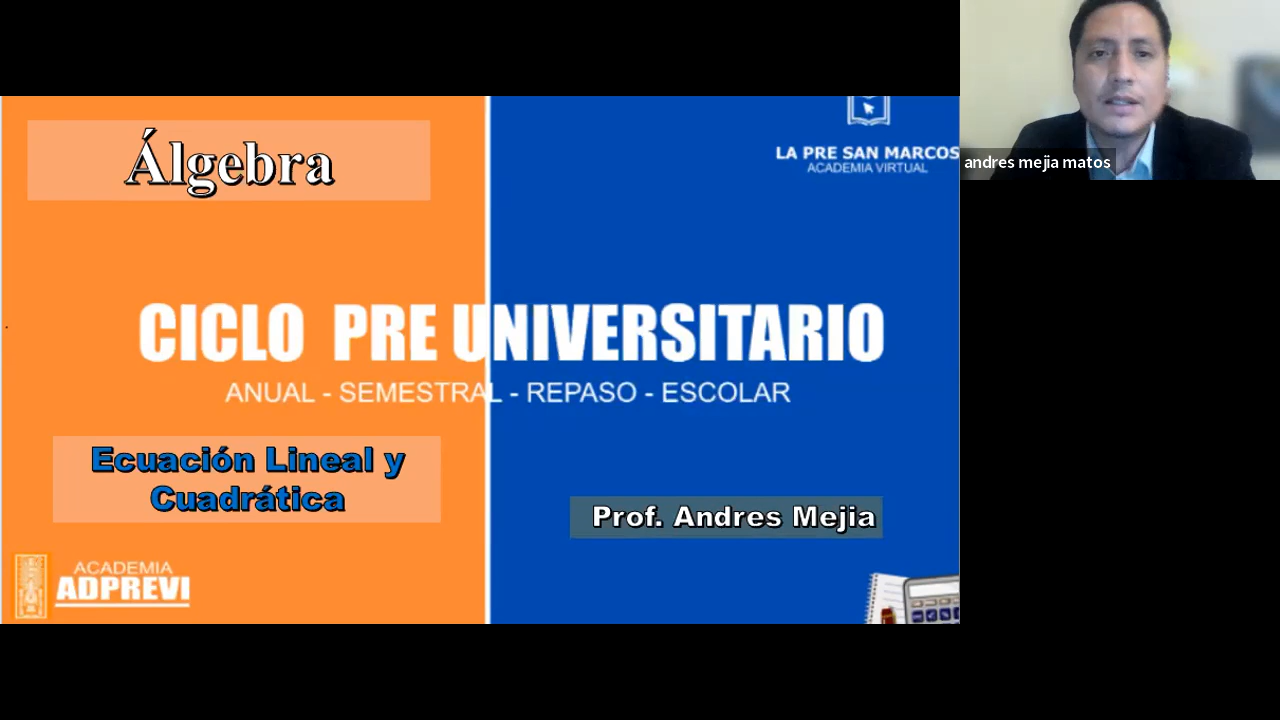 Álgebra
LA PRE SAN MARCOS
ACADEMIA VIRTUAL
andres mejia matos
CICLO PRE UNIVERSITARIO
ANUAL - SEMESTRAL - REPASO - ESCOLAR
Ecuación Lineal y
Cuadrática
Prof. Andres Mejia
ACADEMIA
ADPREVI